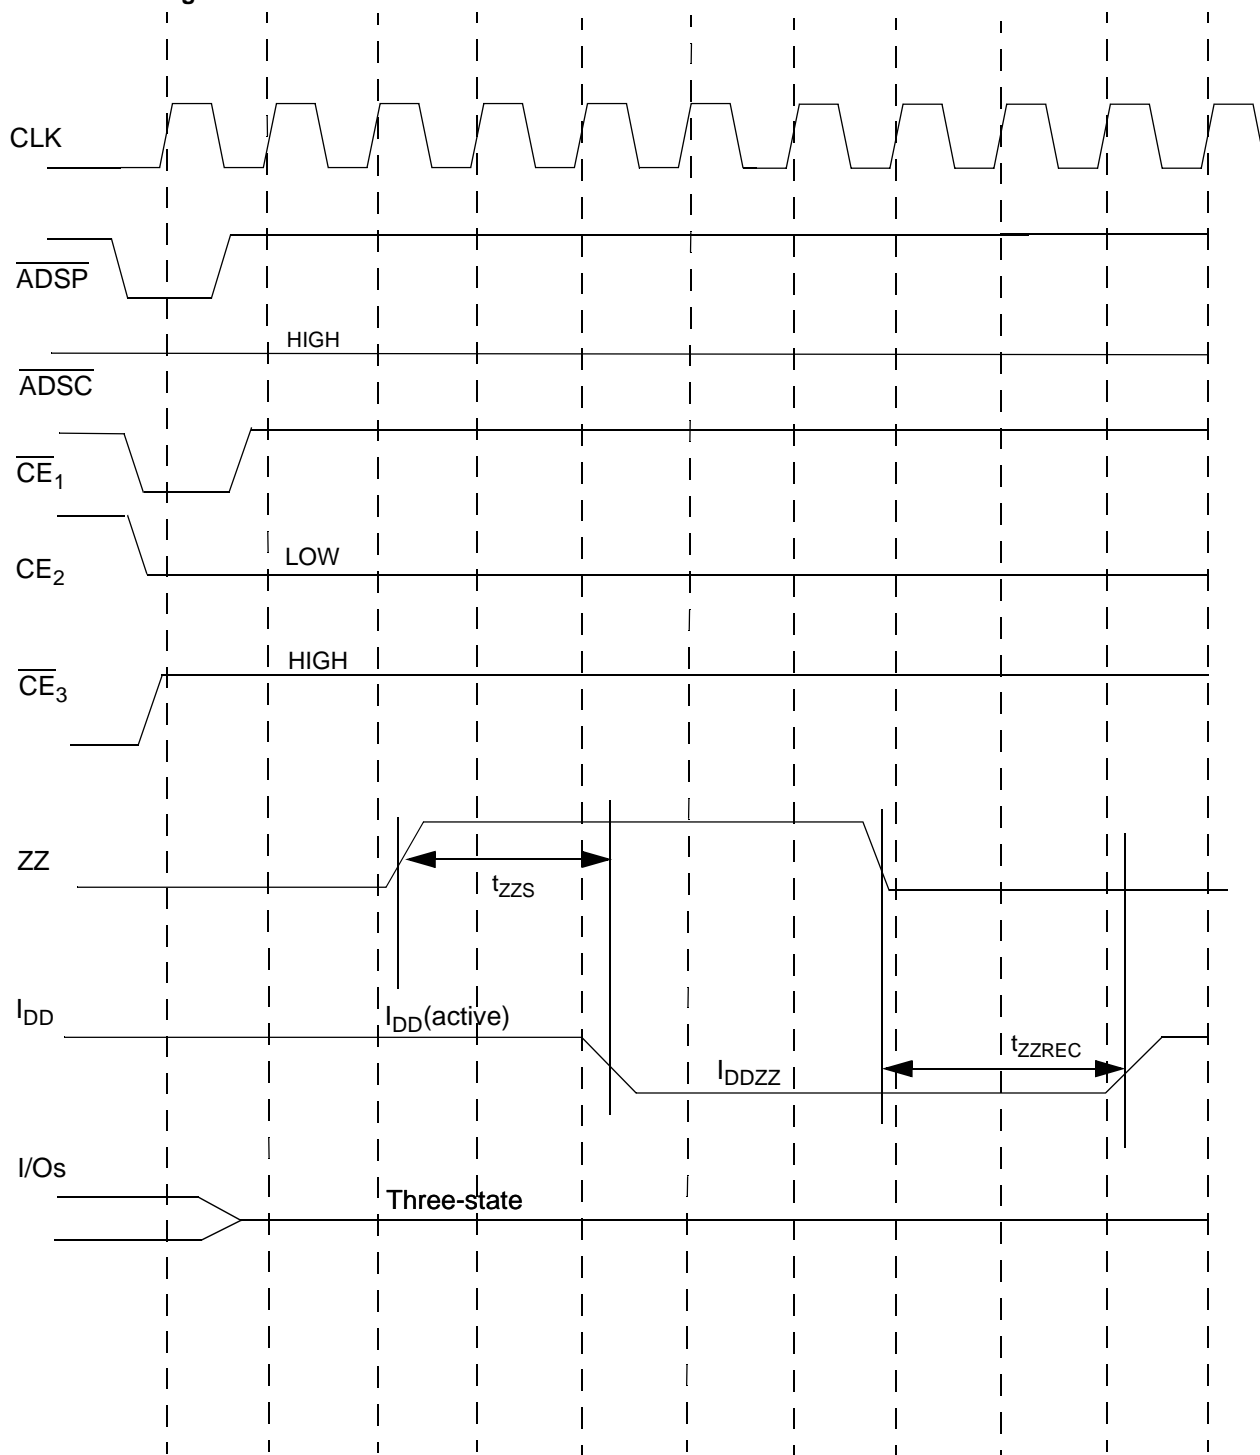 CLK
ADSP
HIGH
ADSC
CE1
LOW
CE2
HIGH
CE3
ZZ
tZZS
IDD
IDD(active)
tZZREC
IDDZZ
I/Os
Three-state